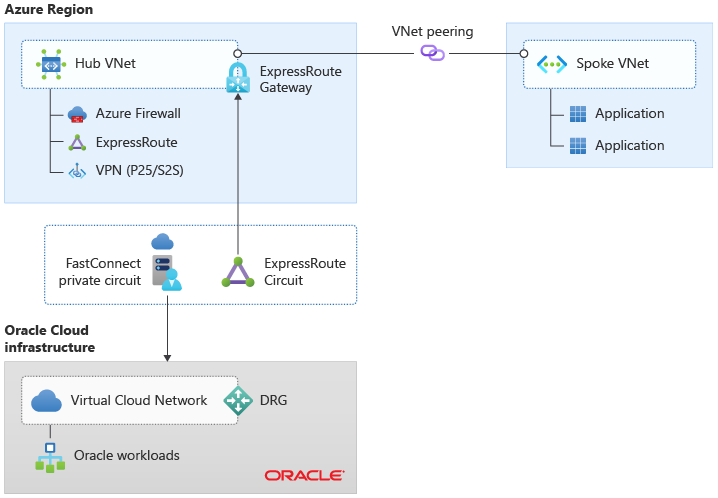 Azure Region
VNet peering
Hub VNet
ExpressRoute
Gateway
Spoke VNet
Azure Firewall
ExpressRoute
VPN (P25/S2S)
Application
Application
FastConnect
private circuit
ExpressRoute
Circuit
Oracle Cloud
infrastructure
Virtual Cloud Network
DRG
Oracle workloads
ORACLE